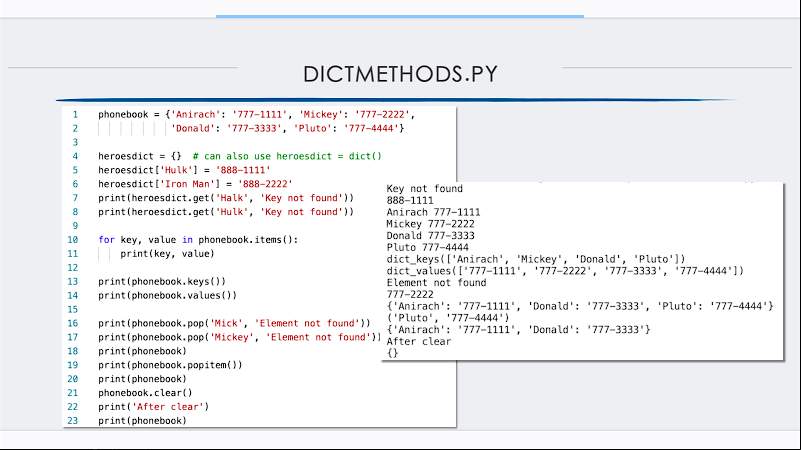 DICTMETHODS.PY
1 phonebook = {'Anirach': '777-1111', 'Mickey': '777-2222',
2 'Donald': '777-3333', 'Pluto': '777-4444'}
3
4 heroesdict = {} # can also use heroesdict = dict()
5 heroesdict['Hulk'] = '888-1111'
6 heroesdict['Iron Man'] = '888-2222'
7 print(heroesdict.get('Halk', 'Key not found'))
8 print(heroesdict.get('Hulk', 'Key not found'))
9
10 for key, value in phonebook.items():
11 print(key, value)
12
13 print(phonebook.keys())
14 print(phonebook.values())
15
16 print(phonebook.pop('Mick', 'Element not found'))
17 print(phonebook.pop('Mickey', 'Element not found'))
18 print(phonebook)
19 print(phonebook.popitem())
20 print(phonebook)
21 phonebook.clear()
22 print('After clear')
23 print(phonebook)
Key not found
888-1111
Anirach 777-1111
Mickey 777-2222
Donald 777-3333
Pluto 777-4444
dict_keys(['Anirach', 'Mickey', 'Donald', 'Pluto'])
dict_values(['777-1111', '777-2222', '777-3333', '777-4444'])
Element not found
777-2222
{'Anirach': '777-1111', 'Donald': '777-3333', 'Pluto': '777-4444'}
('Pluto', '777-4444')
{'Anirach': '777-1111', 'Donald': '777-3333'}
After clear
{}